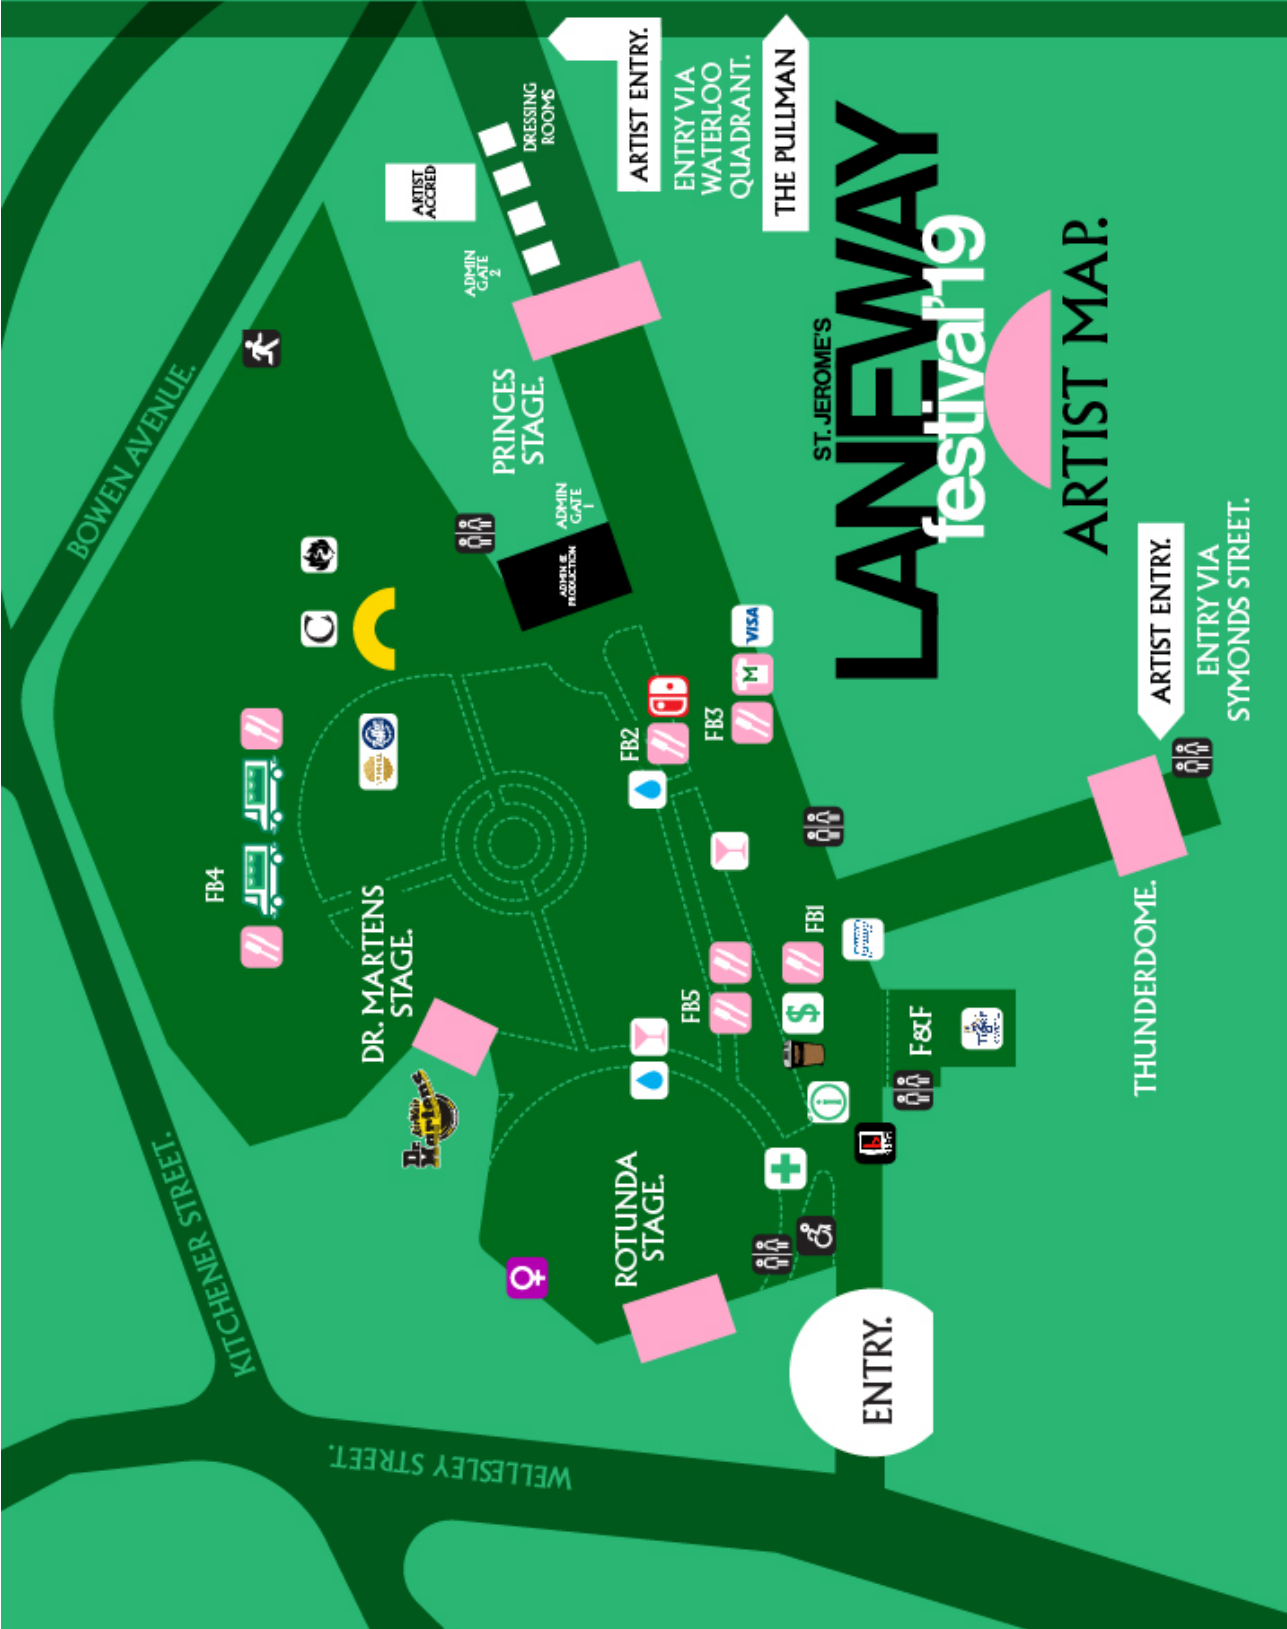 BOWEN AVENUE.
KITCHENER STREET.
WELLESLEY STREET.
ARTIST
ACCRED
DRESSING
ROOMS
ADMIN
GATE
2
PRINCES
STAGE.
ADMIN
GATE
1
ADMIN &
PRODUCTION
ARTIST ENTRY.
ENTRY VIA
WATERLOO
QUADRANT.
THE PULLMAN
ST. JEROME'S
LANEWAY
festival'19
ARTIST MAP.
ARTIST ENTRY.
ENTRY VIA
SYMONDS STREET.
THUNDERDOME.
C
FB4
DR. MARTENS
STAGE.
Dr. Martens
FB2
FB3
M
VISA
FB5
FB1
$
F&F
i
ROTUNDA
STAGE.
ENTRY.